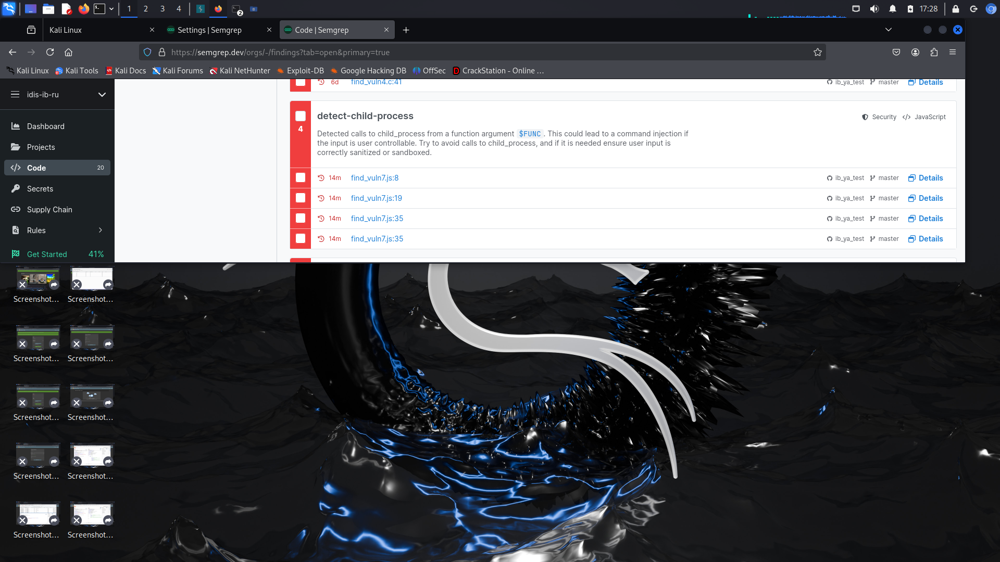 1 2 3 4
2
17:28
Kali Linux
Settings | Semgrep
Code | Semgrep
https://semgrep.dev/orgs/-/findings?tab=open&primary=true
Kali Linux Kali Tools Kali Docs Kali Forums Kali NetHunter Exploit-DB Google Hacking DB OffSec CrackStation - Online …
idis-ib-ru
Dashboard
Projects
Code 20
Secrets
Supply Chain
Rules
Get Started 41%
6d find_vuln4.c:41 ib_ya_test master Details
detect-child-process Security JavaScript
4
Detected calls to child_process from a function argument $FUNC. This could lead to a command injection if
the input is user controllable. Try to avoid calls to child_process, and if it is needed ensure user input is
correctly sanitized or sandboxed.
14m find_vuln7.js:8 ib_ya_test master Details
14m find_vuln7.js:19 ib_ya_test master Details
14m find_vuln7.js:35 ib_ya_test master Details
14m find_vuln7.js:35 ib_ya_test master Details
Screenshot... Screenshot...
Screenshot... Screenshot...
Screenshot... Screenshot...
Screenshot... Screenshot...
Screenshot... Screenshot...